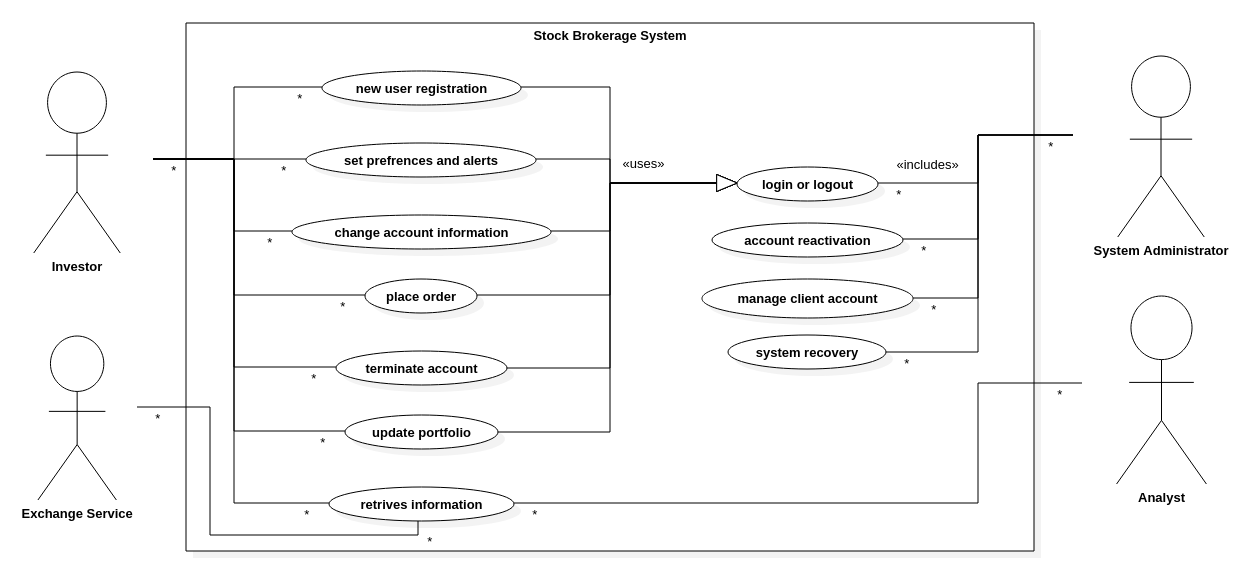 Stock Brokerage System
new user registration
*
set prefrences and alerts
*
*
change account information
*
place order
*
terminate account
*
update portfolio
*
retrives information
*
*
*
*
«uses»
«includes»
login or logout
*
account reactivation
*
manage client account
*
system recovery
*
*
*
Investor
Exchange Service
System Administrator
Analyst